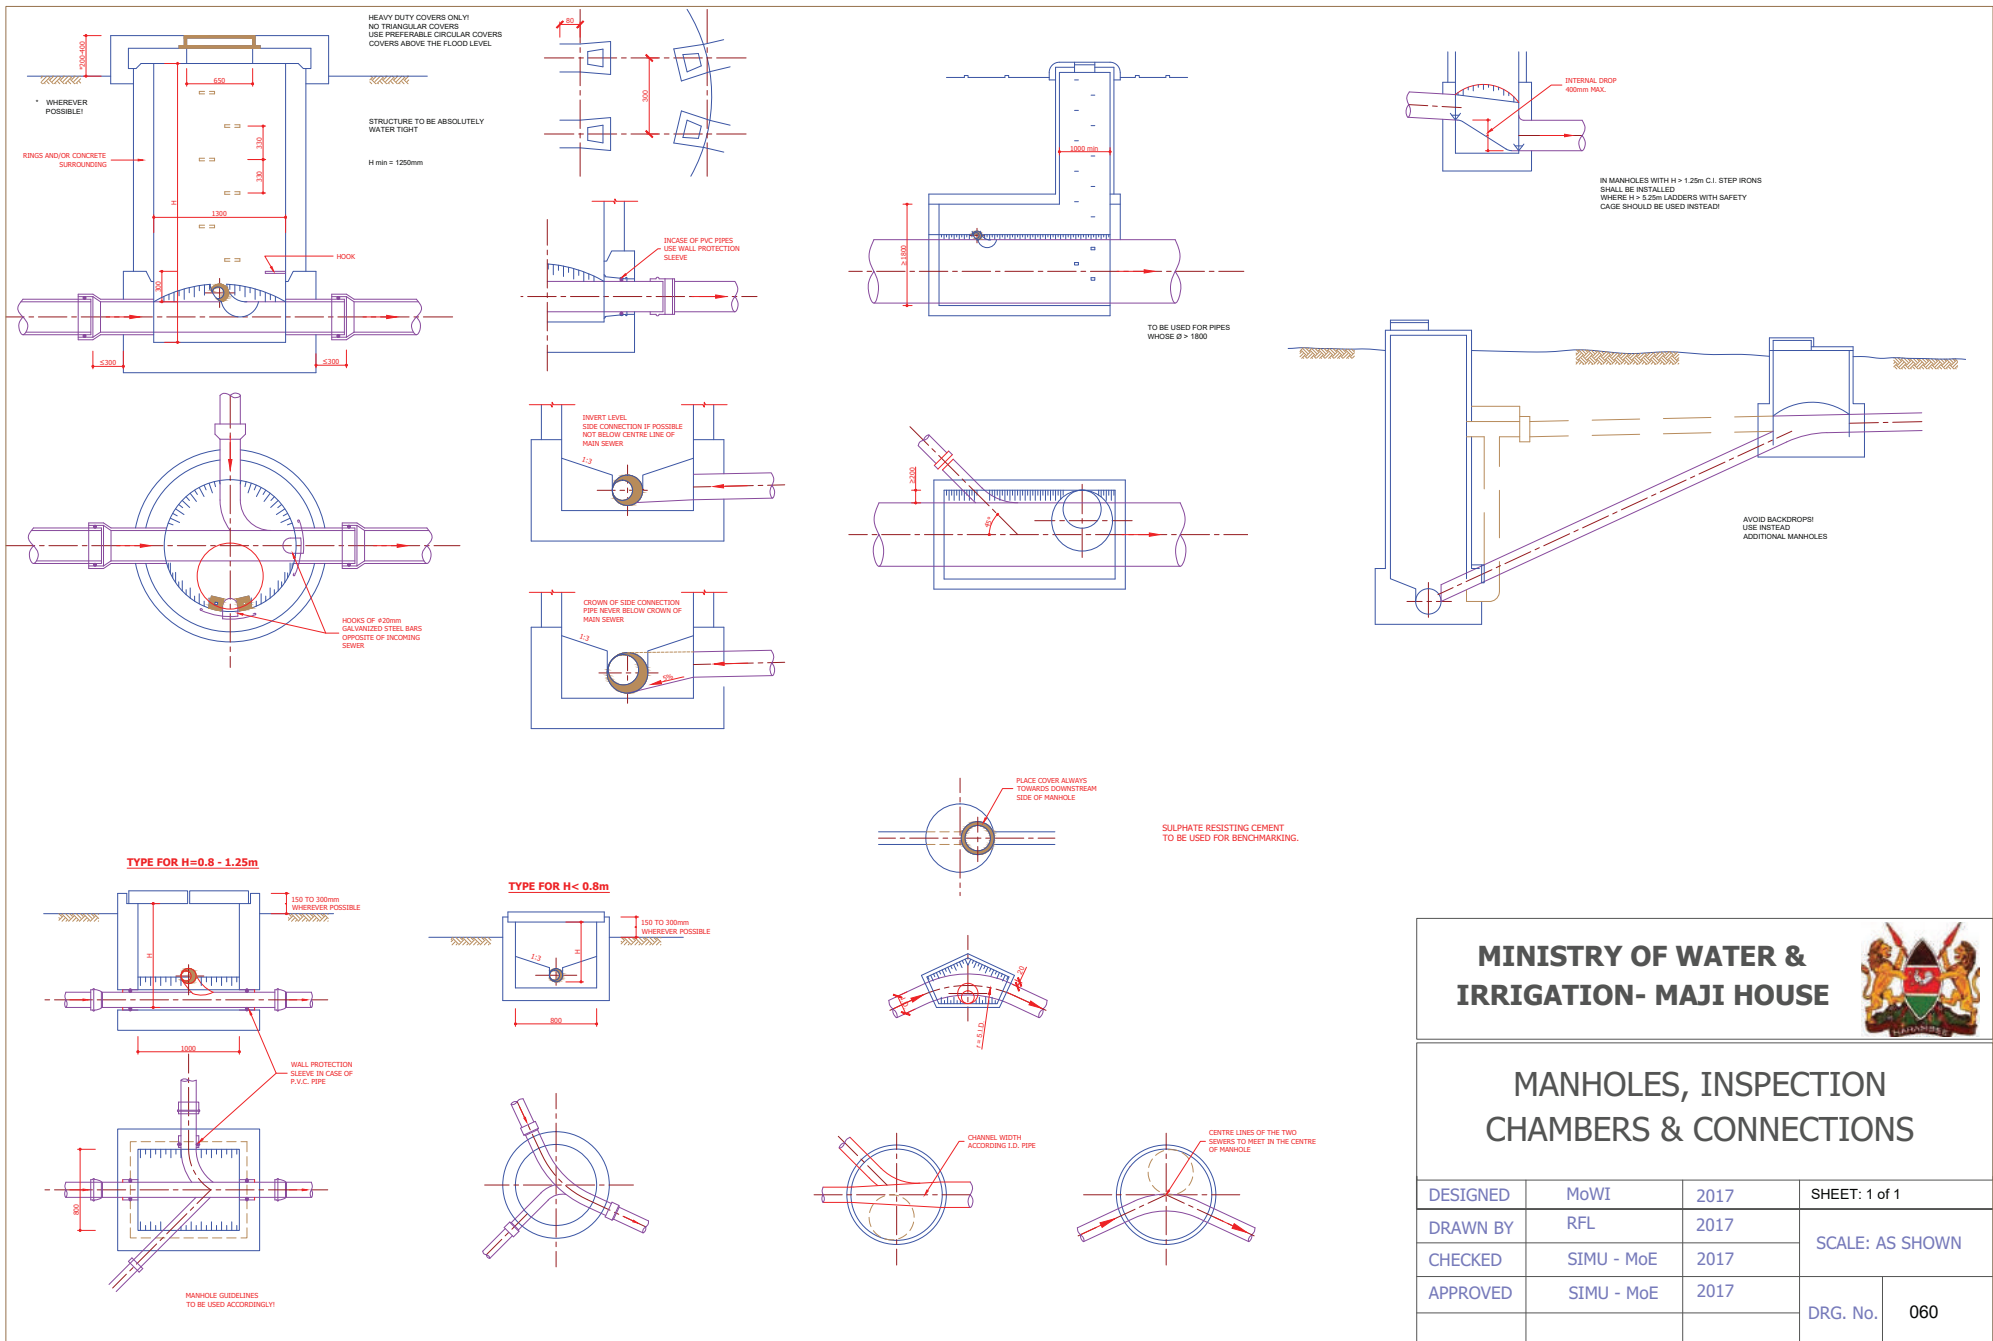 HEAVY DUTY COVERS ONLY!
NO TRIANGULAR COVERS
USE PREFERABLE CIRCULAR COVERS
COVERS ABOVE THE FLOOD LEVEL
*200-400
650
* WHEREVER
POSSIBLE!
STRUCTURE TO BE ABSOLUTELY
WATER TIGHT
H min = 1250mm
RINGS AND/OR CONCRETE
SURROUNDING
330
330
H
1300
HOOK
300
≤300
≤300
80
300
INCASE OF PVC PIPES
USE WALL PROTECTION
SLEEVE
1000 min
≥1800
TO BE USED FOR PIPES
WHOSE Ø > 1800
INTERNAL DROP
400mm MAX.
IN MANHOLES WITH H > 1.25m C.I. STEP IRONS
SHALL BE INSTALLED
WHERE H > 5.25m LADDERS WITH SAFETY
CAGE SHOULD BE USED INSTEAD!
HOOKS OF #20mm
GALVANIZED STEEL BARS
OPPOSITE OF INCOMING
SEWER
INVERT LEVEL
SIDE CONNECTION IF POSSIBLE
NOT BELOW CENTRE LINE OF
MAIN SEWER
1:3
CROWN OF SIDE CONNECTION
PIPE NEVER BELOW CROWN OF
MAIN SEWER
1:3
5%
≥200
45°
AVOID BACKDROPS!
USE INSTEAD
ADDITIONAL MANHOLES
PLACE COVER ALWAYS
TOWARDS DOWNSTREAM
SIDE OF MANHOLE
SULPHATE RESISTING CEMENT
TO BE USED FOR BENCHMARKING.
TYPE FOR H=0.8 - 1.25m
150 TO 300mm
WHEREVER POSSIBLE
H
1000
WALL PROTECTION
SLEEVE IN CASE OF
P.V.C. PIPE
800
MANHOLE GUIDELINES
TO BE USED ACCORDINGLY!
TYPE FOR H< 0.8m
150 TO 300mm
WHEREVER POSSIBLE
H
1:3
800
20
r = 5 I.D.
CHANNEL WIDTH
ACCORDING I.D. PIPE
CENTRE LINES OF THE TWO
SEWERS TO MEET IN THE CENTRE
OF MANHOLE
MINISTRY OF WATER &
IRRIGATION- MAJI HOUSE
HARAMBEE
MANHOLES, INSPECTION
CHAMBERS & CONNECTIONS
DESIGNED MoWI 2017 SHEET: 1 of 1
DRAWN BY RFL 2017
SCALE: AS SHOWN
CHECKED SIMU - MoE 2017
APPROVED SIMU - MoE 2017
DRG. No. 060